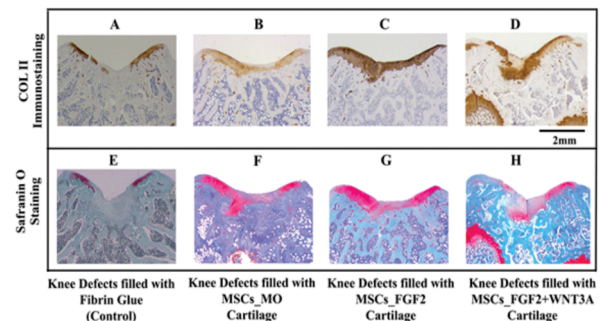 A B C D
COL II
Immunostaining
2mm
E F G H
Safranin O
Staining
Knee Defects filled with
Fibrin Glue
(Control)
Knee Defects filled with
MSCs_MO
Cartilage
Knee Defects filled with
MSCs_FGF2
Cartilage
Knee Defects filled with
MSCs_FGF2+WNT3A
Cartilage